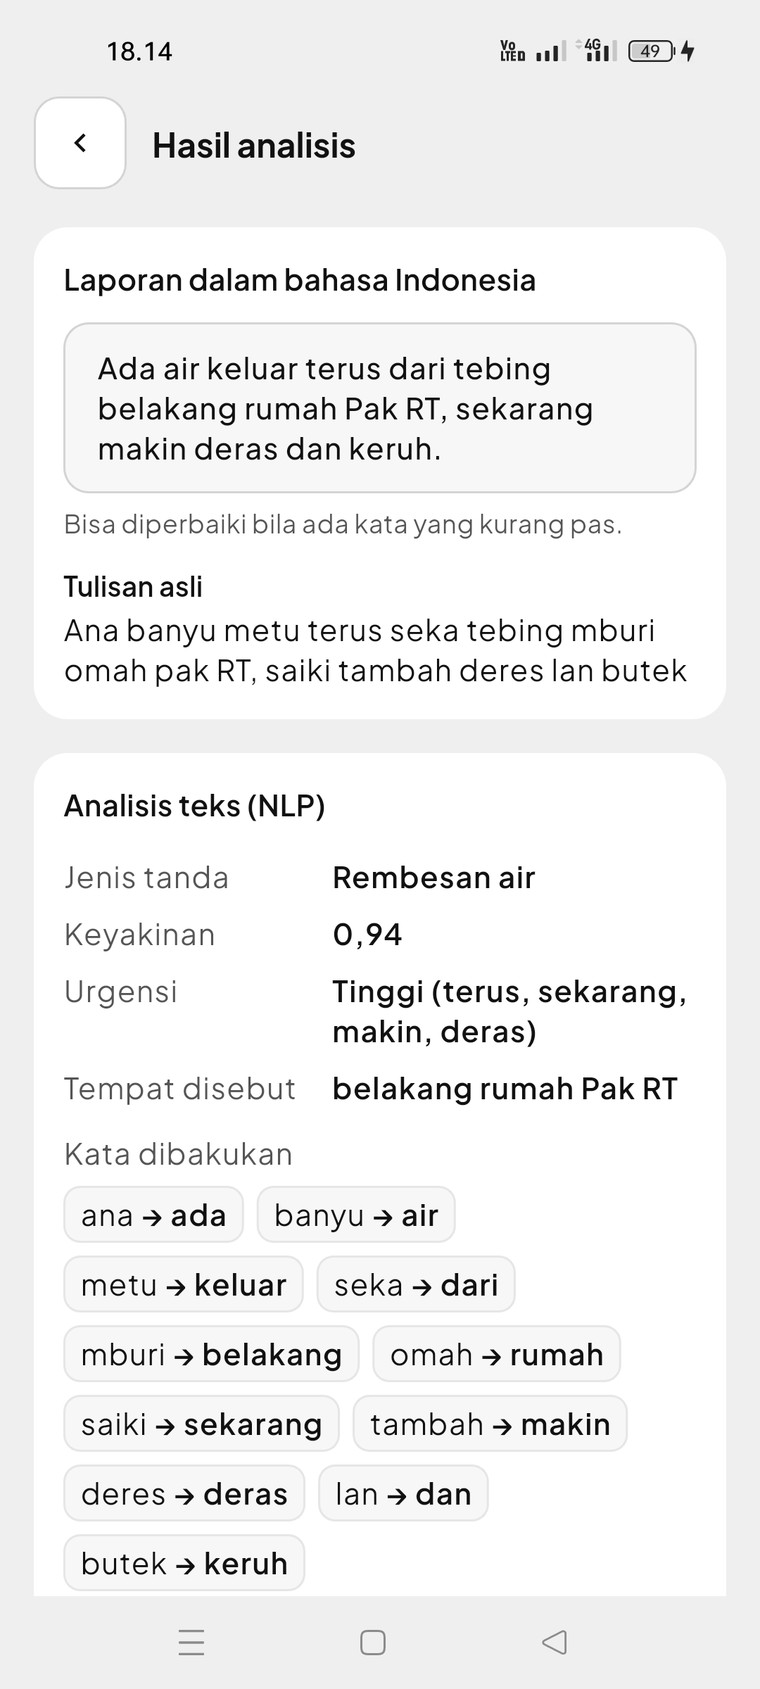 18.14
Vo LTE D 4G 49
Hasil analisis
Laporan dalam bahasa Indonesia
Ada air keluar terus dari tebing
belakang rumah Pak RT, sekarang
makin deras dan keruh.
Bisa diperbaiki bila ada kata yang kurang pas.
Tulisan asli
Ana banyu metu terus seka tebing mburi
omah pak RT, saiki tambah deres lan butek
Analisis teks (NLP)
Jenis tanda Rembesan air
Keyakinan 0,94
Urgensi Tinggi (terus, sekarang,
makin, deras)
Tempat disebut belakang rumah Pak RT
Kata dibakukan
ana → ada banyu → air
metu → keluar seka → dari
mburi → belakang omah → rumah
saiki → sekarang tambah → makin
deres → deras lan → dan
butek → keruh